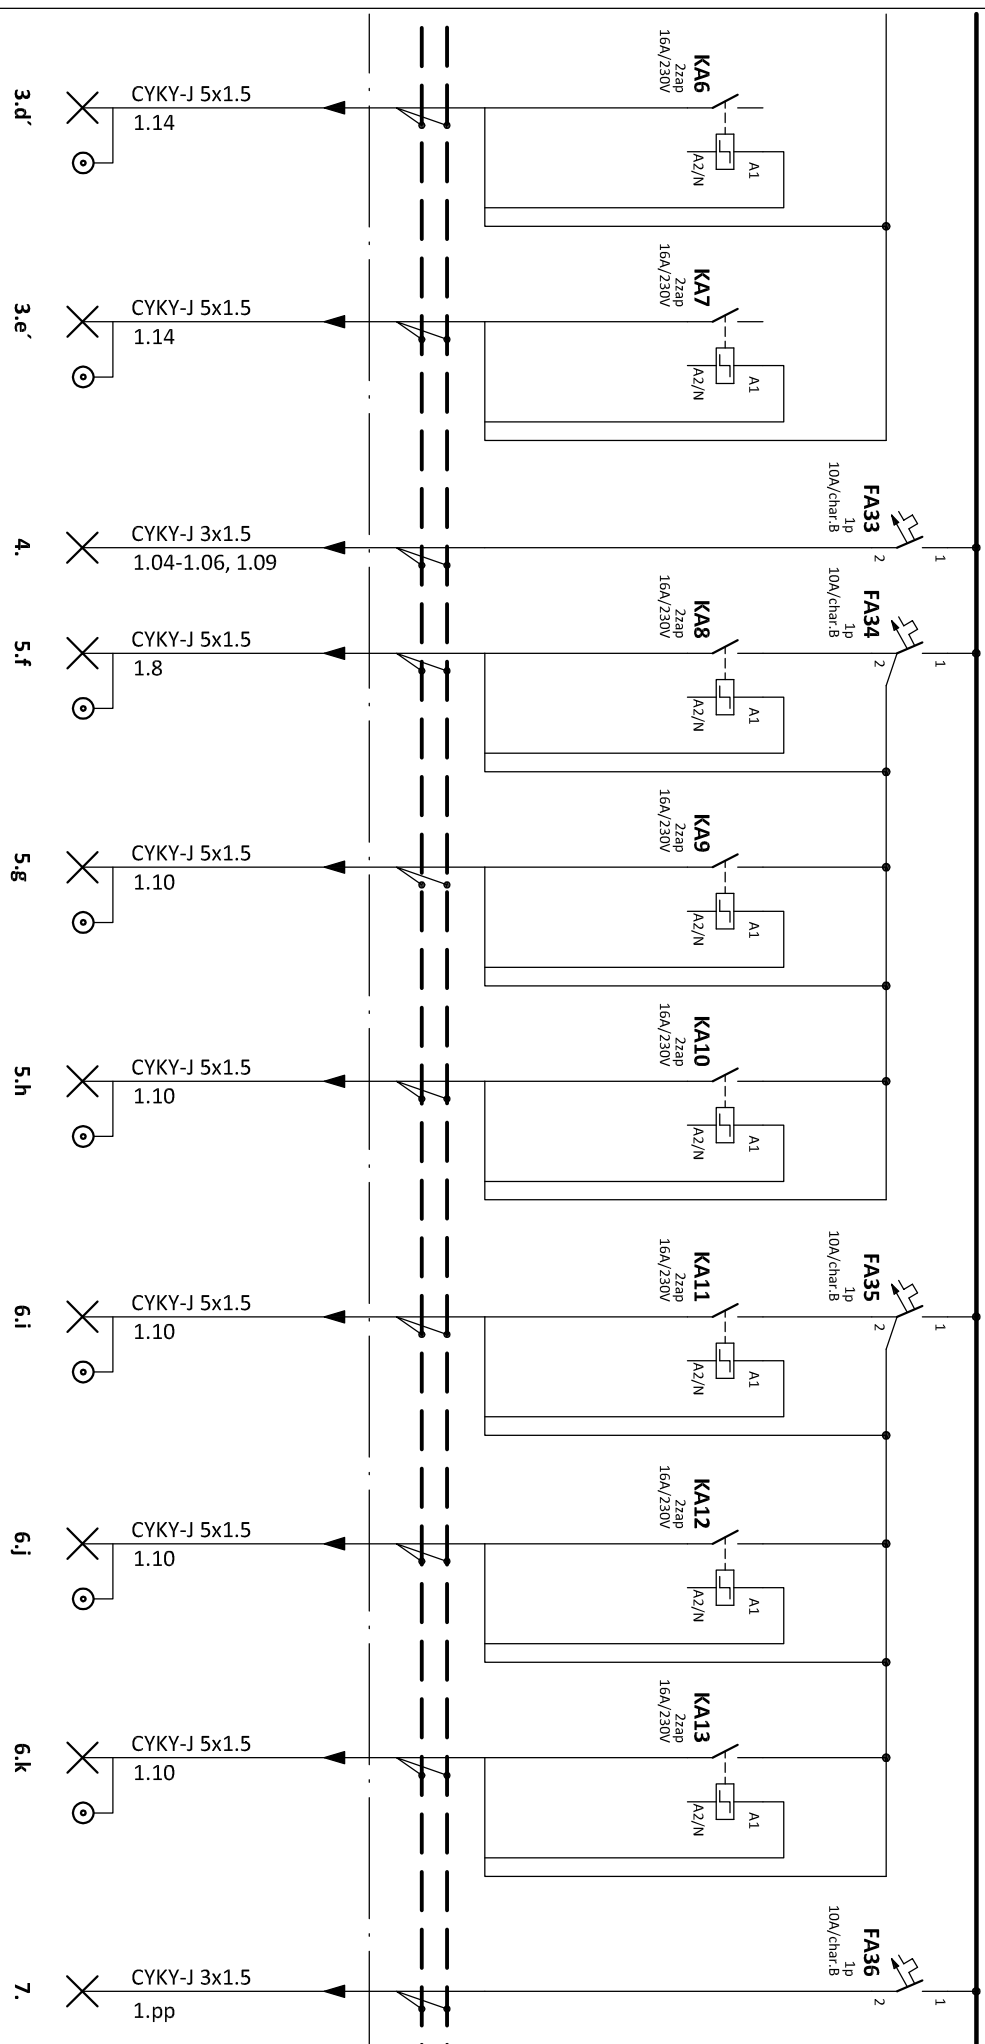 KA6
2zap
16A/230V
A1
A2/N
CYKY-J 5x1.5
1.14
3.d´
KA7
2zap
16A/230V
A1
A2/N
CYKY-J 5x1.5
1.14
3.e´
FA33
1p
10A/char.B
1
2
CYKY-J 3x1.5
1.04-1.06, 1.09
4.
FA34
1p
10A/char.B
1
2
KA8
2zap
16A/230V
A1
A2/N
CYKY-J 5x1.5
1.8
5.f
KA9
2zap
16A/230V
A1
A2/N
CYKY-J 5x1.5
1.10
5.g
KA10
2zap
16A/230V
A1
A2/N
CYKY-J 5x1.5
1.10
5.h
FA35
1p
10A/char.B
1
2
KA11
2zap
16A/230V
A1
A2/N
CYKY-J 5x1.5
1.10
6.i
KA12
2zap
16A/230V
A1
A2/N
CYKY-J 5x1.5
1.10
6.j
KA13
2zap
16A/230V
A1
A2/N
CYKY-J 5x1.5
1.10
6.k
FA36
1p
10A/char.B
1
2
CYKY-J 3x1.5
1.pp
7.